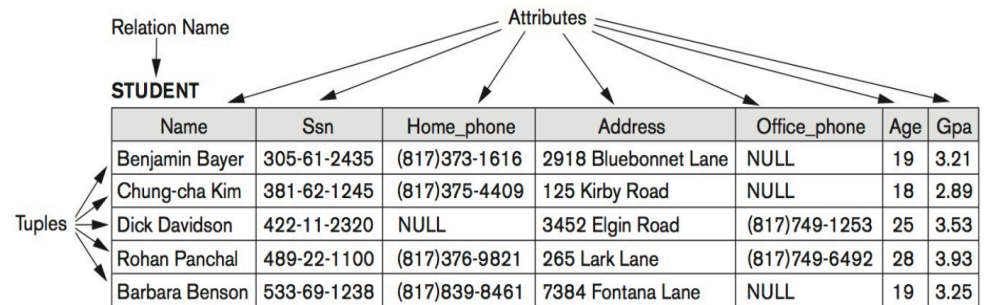 Attributes
Relation Name
STUDENT
Name Ssn Home_phone Address Office_phone Age Gpa
Benjamin Bayer 305-61-2435 (817)373-1616 2918 Bluebonnet Lane NULL 19 3.21
Chung-cha Kim 381-62-1245 (817)375-4409 125 Kirby Road NULL 18 2.89
Tuples Dick Davidson 422-11-2320 NULL 3452 Elgin Road (817)749-1253 25 3.53
Rohan Panchal 489-22-1100 (817)376-9821 265 Lark Lane (817)749-6492 28 3.93
Barbara Benson 533-69-1238 (817)839-8461 7384 Fontana Lane NULL 19 3.25